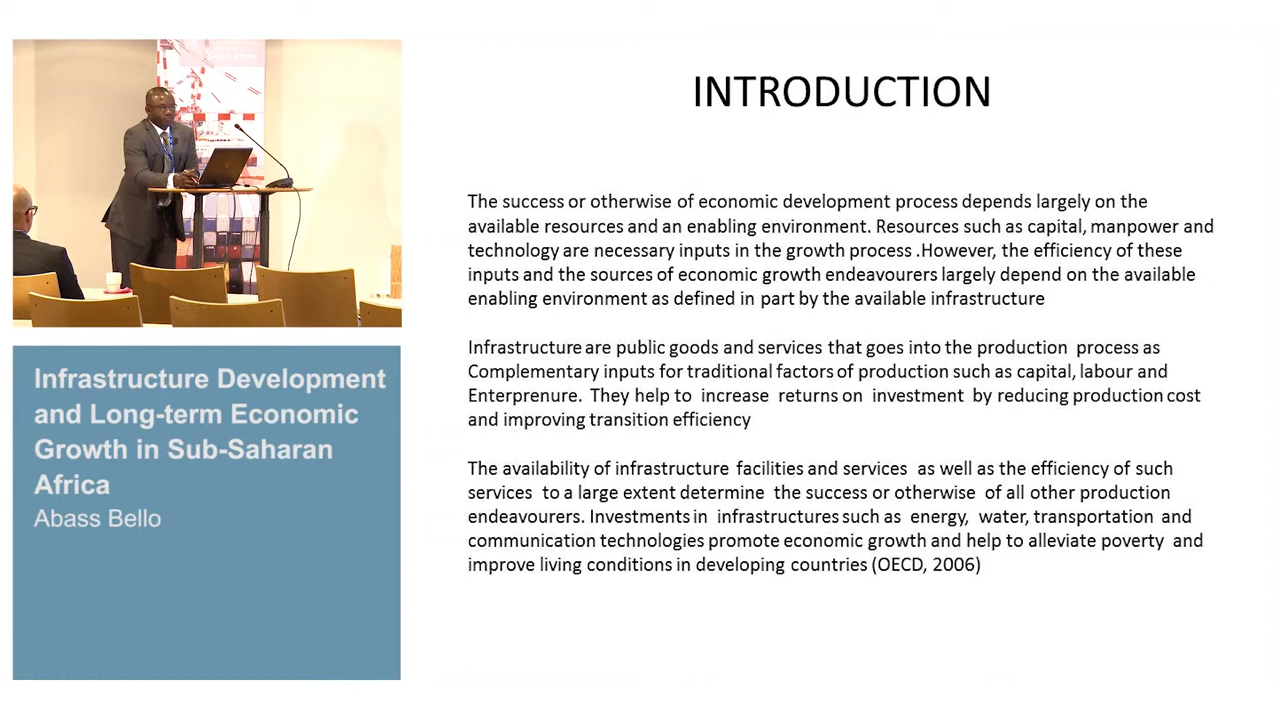 INTRODUCTION
The success or otherwise of economic development process depends largely on the
available resources and an enabling environment. Resources such as capital, manpower and
technology are necessary inputs in the growth process .However, the efficiency of these
inputs and the sources of economic growth endeavourers largely depend on the available
enabling environment as defined in part by the available infrastructure
Infrastructure are public goods and services that goes into the production process as
Complementary inputs for traditional factors of production such as capital, labour and
Enterprenure. They help to increase returns on investment by reducing production cost
and improving transition efficiency
The availability of infrastructure facilities and services as well as the efficiency of such
services to a large extent determine the success or otherwise of all other production
endeavourers. Investments in infrastructures such as energy, water, transportation and
communication technologies promote economic growth and help to alleviate poverty and
improve living conditions in developing countries (OECD, 2006)
Infrastructure Development
and Long-term Economic
Growth in Sub-Saharan
Africa
Abass Bello